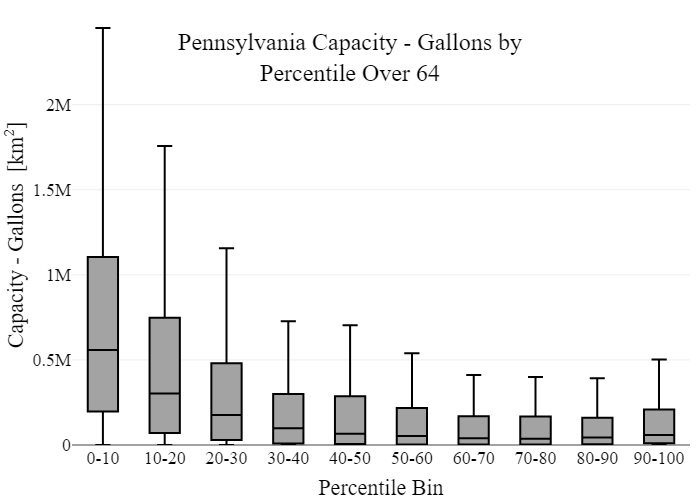 Pennsylvania Capacity - Gallons by
Percentile Over 64
Capacity - Gallons [km²]
2M
1.5M
1M
0.5M
0
0-10 10-20 20-30 30-40 40-50 50-60 60-70 70-80 80-90 90-100
Percentile Bin